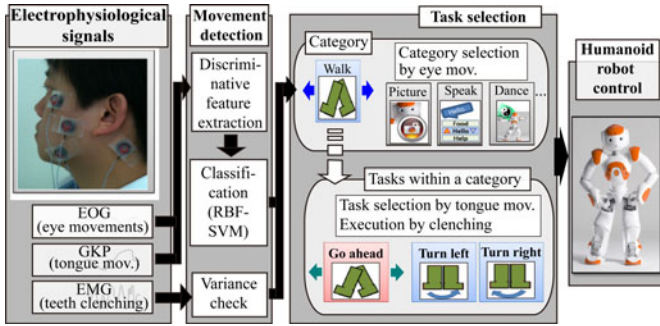 Electrophysiological
signals
EOG
(eye movements)
GKP
(tongue mov.)
EMG
(teeth clenching)
Movement
detection
Discrimi-
native
feature
extraction
Classifi-
cation
(RBF-
SVM)
Variance
check
Task selection
Category
Walk
Category selection
by eye mov.
Picture
Speak
Dance
...
Hello
Food
Hello
Help
Tasks within a category
Task selection by tongue mov.
Execution by clenching
Go ahead
Turn left
Turn right
Humanoid
robot
control